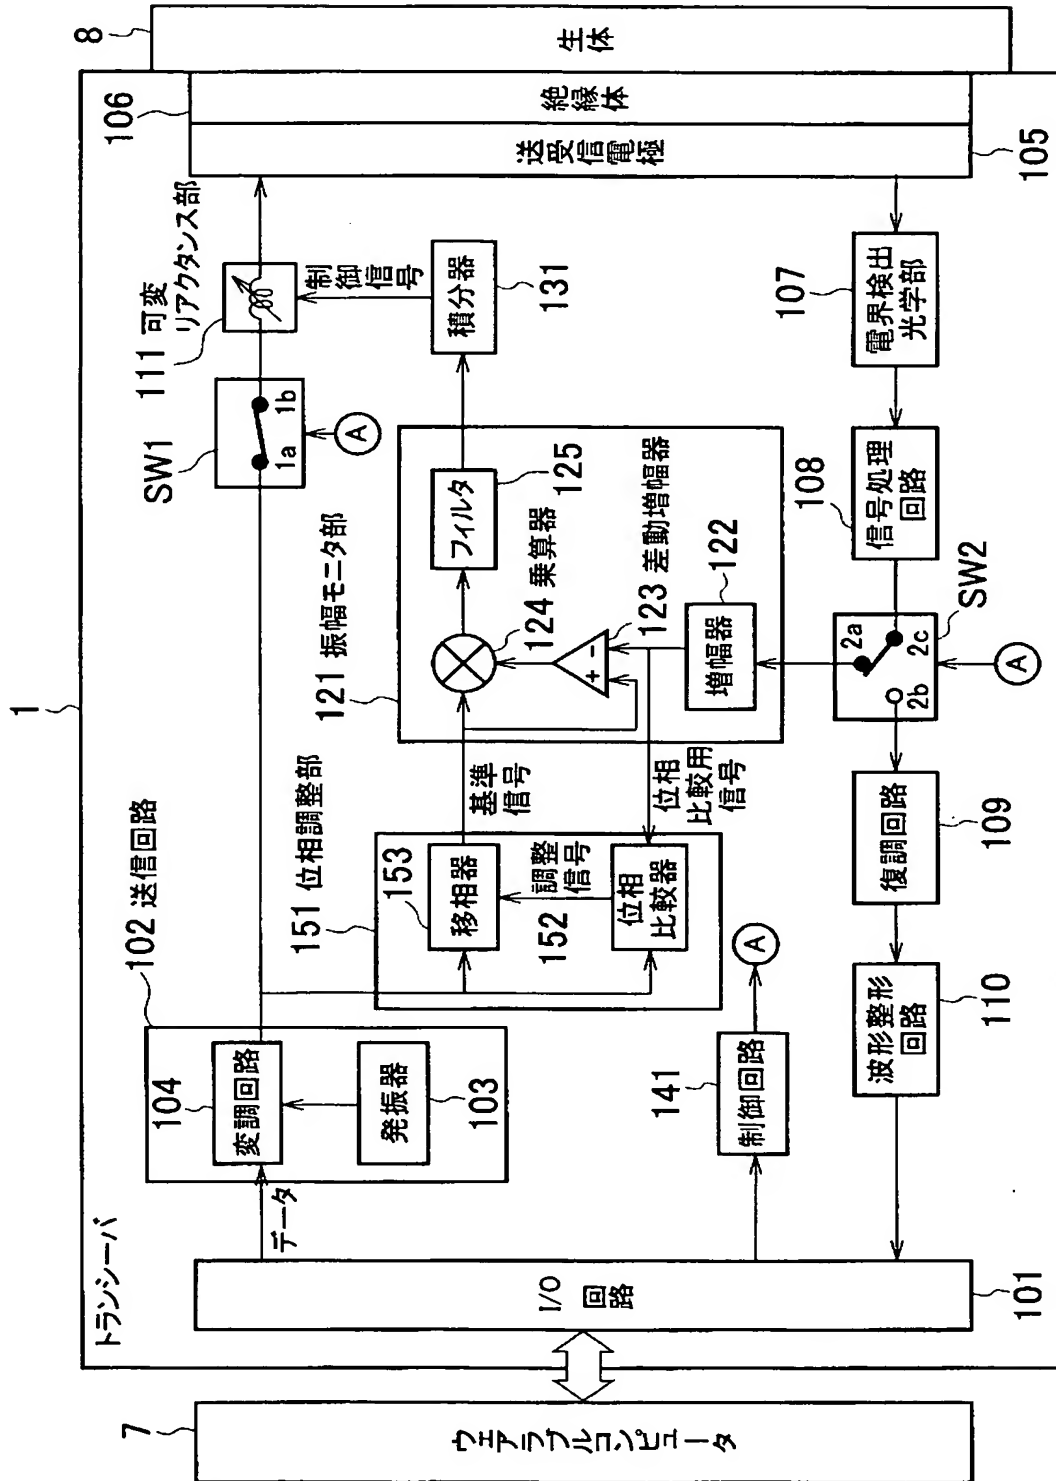 1
トランシーバ
7
ウェアラブルコンピュータ
I/O
回路
101
データ
102 送信回路
104
変調回路
発振器
103
SW1
1a
1b
A
111 可変
リアクタンス部
制御信号
積分器
131
106
8
送受信電極
絶縁体
生体
105
151 位相調整部
153
移相器
調整
信号
152
位相
比較器
基準
信号
位相
比較用
信号
121 振幅モニタ部
フィルタ
125
124 乗算器
123 差動増幅器
+
-
増幅器
122
141
制御回路
A
電界検出
光学部
107
108
信号処理
回路
SW2
2a
2b
2c
A
復調回路
109
波形整形
回路
110